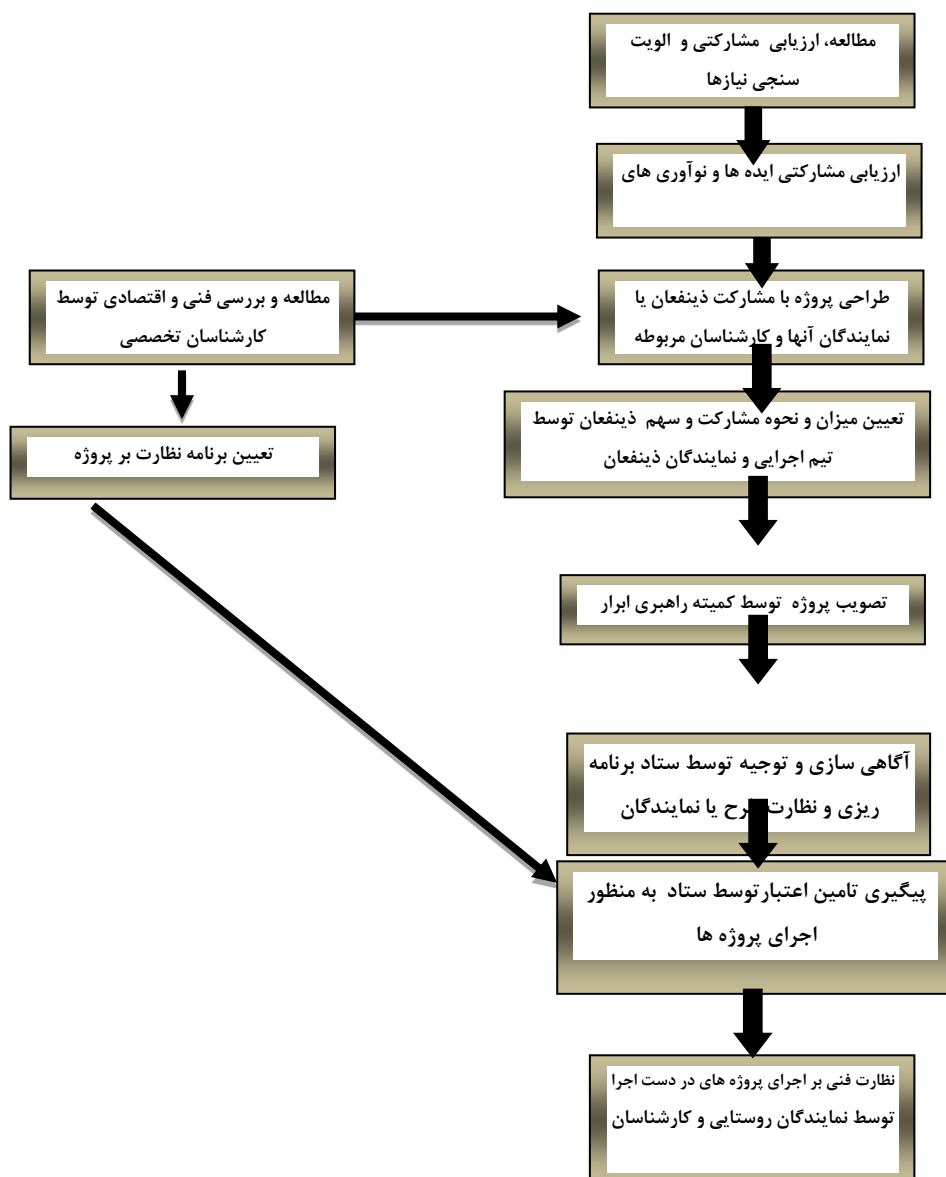 مطالعه، ارزیابی مشارکتی و الویت
سنجی نیازها
ارزیابی مشارکتی ایده ها و نوآوری های
طراحی پروژه با مشارکت ذینفعان یا
نمایندگان آنها و کارشناسان مربوطه
مطالعه و بررسی فنی و اقتصادی توسط
کارشناسان تخصصی
تعیین میزان و نحوه مشارکت و سهم ذینفعان توسط
تیم اجرایی و نمایندگان ذینفعان
تعیین برنامه نظارت بر پروژه
تصویب پروژه توسط کمیته راهبری ابرار
آگاهی سازی و توجیه توسط ستاد برنامه
ریزی و نظارت یا نمایندگان
پیگیری تامین اعتبارتوسط ستاد به منظور
اجرای پروژه ها
نظارت فنی بر اجرای پروژه های در دست اجرا
توسط نمایندگان روستایی و کارشناسان